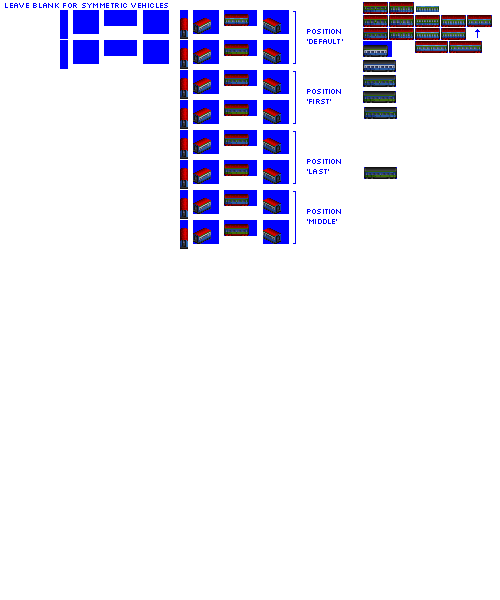 LEAVE BLANK FOR SYMMETRIC VEHICLES
POSITION
'DEFAULT'
POSITION
'FIRST'
POSITION
'LAST'
POSITION
'MIDDLE'